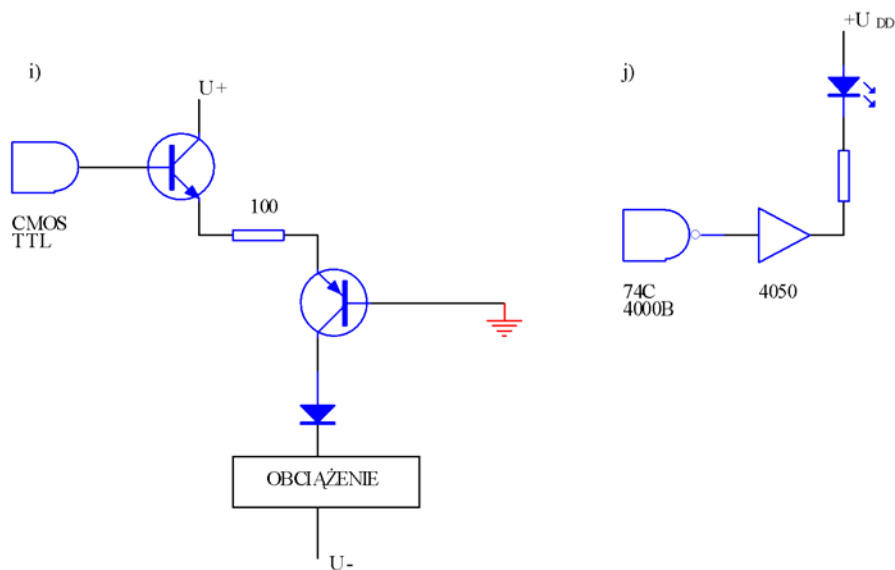 i)
U+
CMOS
TTL
100
OBCIĄŻENIE
U-
j)
+U DD
74C
4000B
4050